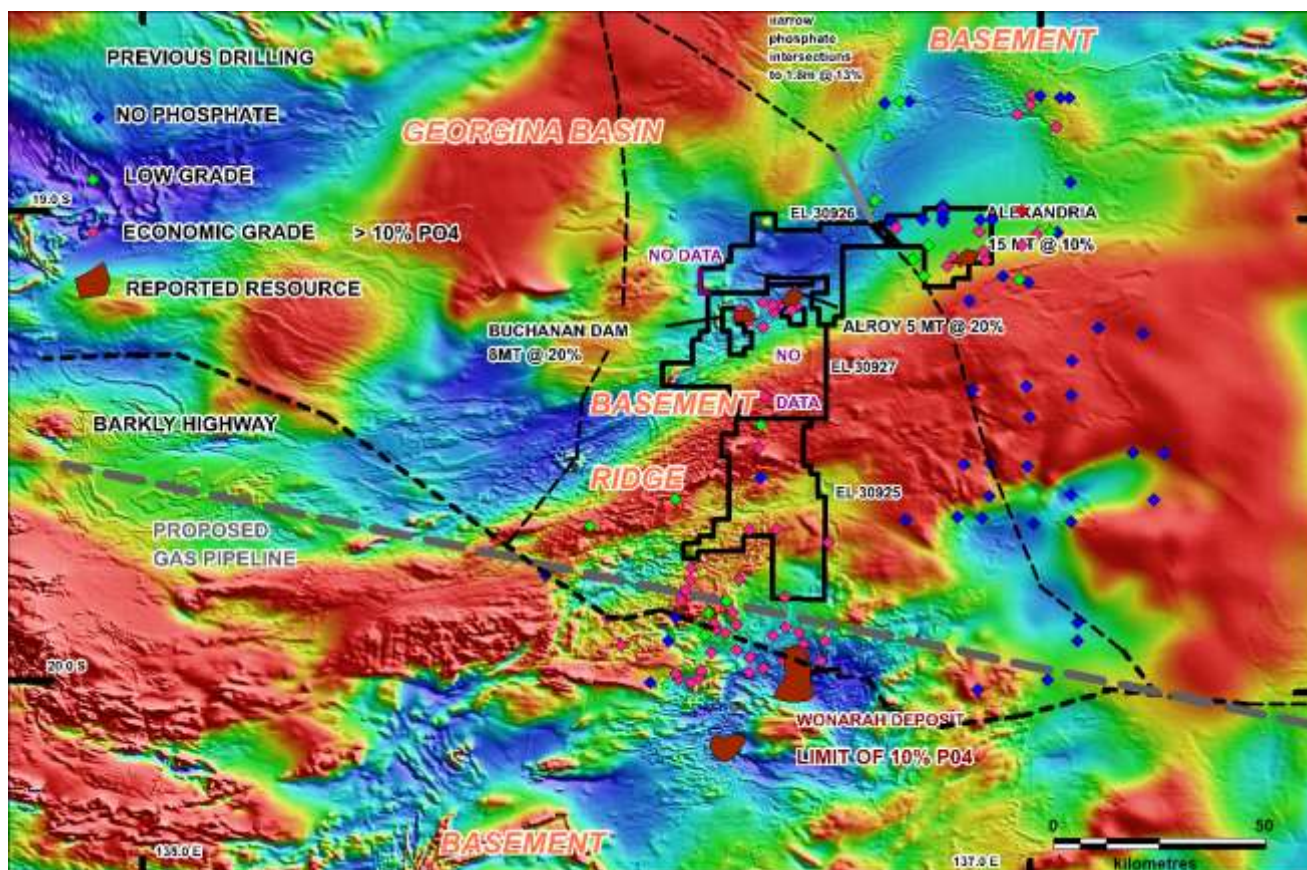 narrow
phosphate
intersections
to 1.8m @ 13%
BASEMENT
PREVIOUS DRILLING
NO PHOSPHATE
GEORGINA BASIN
LOW GRADE
19.0 S
ECONOMIC GRADE > 10% PO4
REPORTED RESOURCE
EL 30926
ALEXANDRIA
15 MT @ 10%
NO DATA
BUCHANAN DAM
8MT @ 20%
ALROY 5 MT @ 20%
NO
DATA
EL 30927
BASEMENT
RIDGE
BARKLY HIGHWAY
EL 30925
PROPOSED
GAS PIPELINE
20.0 S
WONARAH DEPOSIT
LIMIT OF 10% P04
BASEMENT
135.0 E
137.0 E
0 50
kilometres